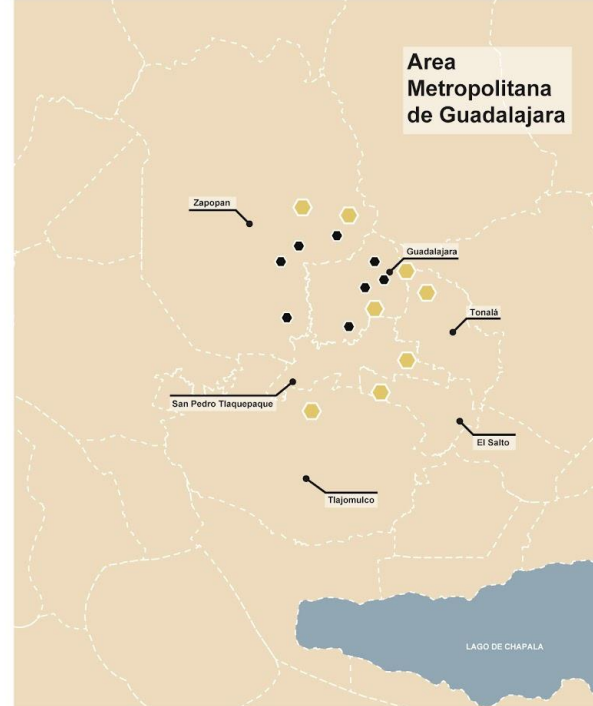 Area
Metropolitana
de Guadalajara
Zapopan
Guadalajara
Tonalá
San Pedro Tlaquepaque
El Salto
Tlajomulco
LAGO DE CHAPALA